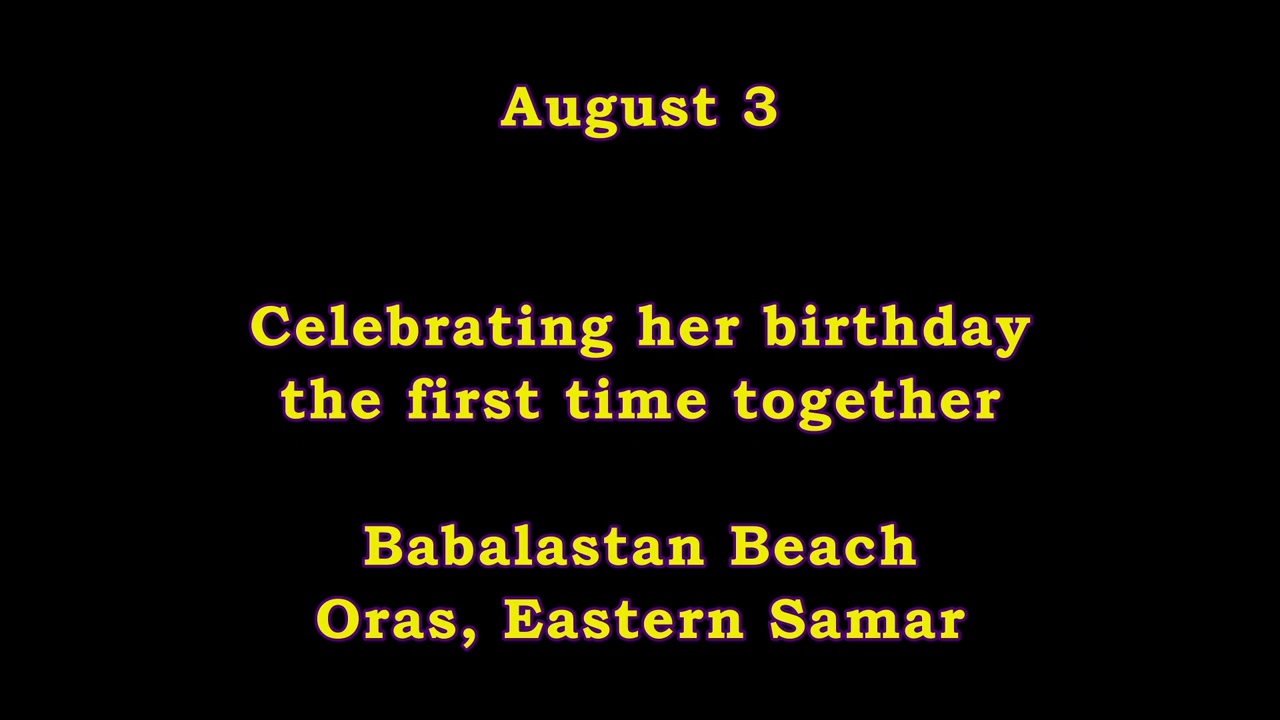 August 3
Celebrating her birthday
the first time together
Babalastan Beach
Oras, Eastern Samar